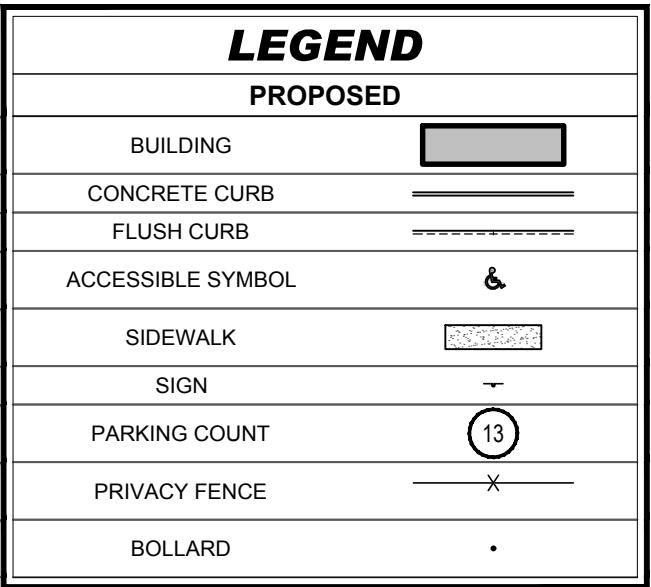 LEGEND
PROPOSED
BUILDING
CONCRETE CURB
FLUSH CURB
ACCESSIBLE SYMBOL
SIDEWALK
SIGN
PARKING COUNT 13
PRIVACY FENCE X
BOLLARD